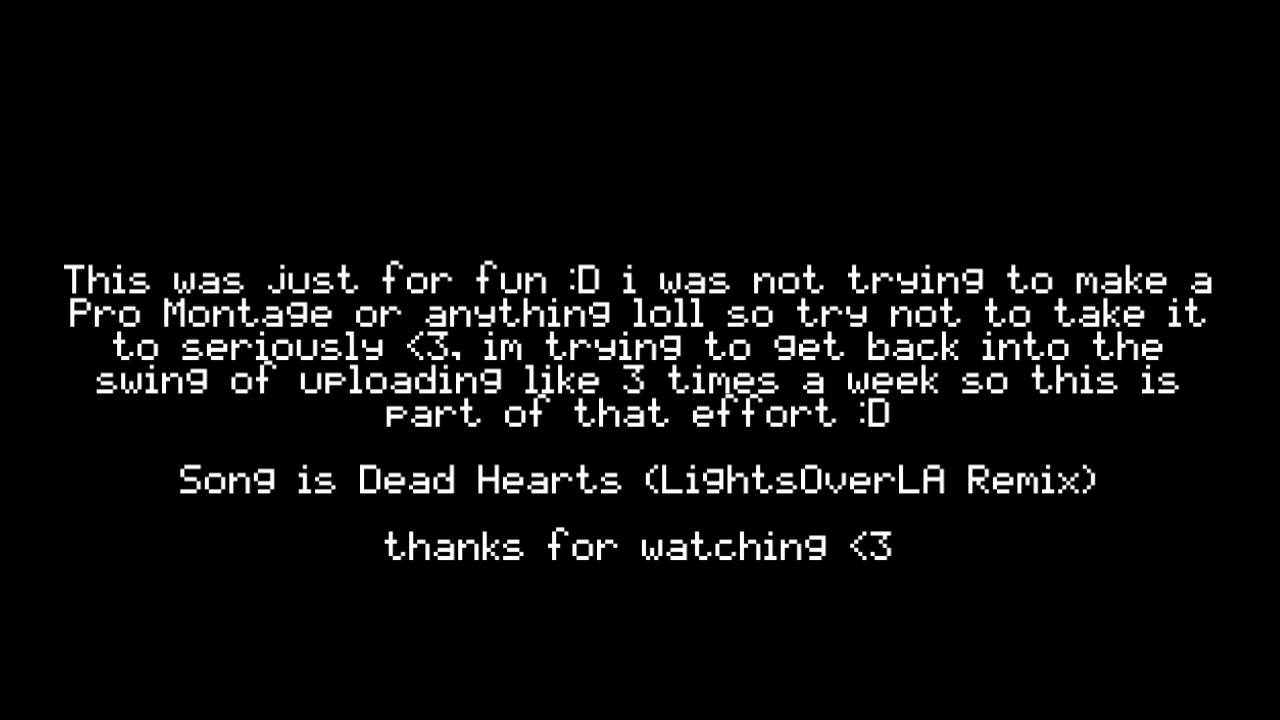 This was just for fun :D i was not trying to make a
Pro Montage or anything loll so try not to take it
to seriously <3, im trying to get back into the
swing of uploading like 3 times a week so this is
part of that effort :D
Song is Dead Hearts (LightsOverLA Remix)
thanks for watching <3